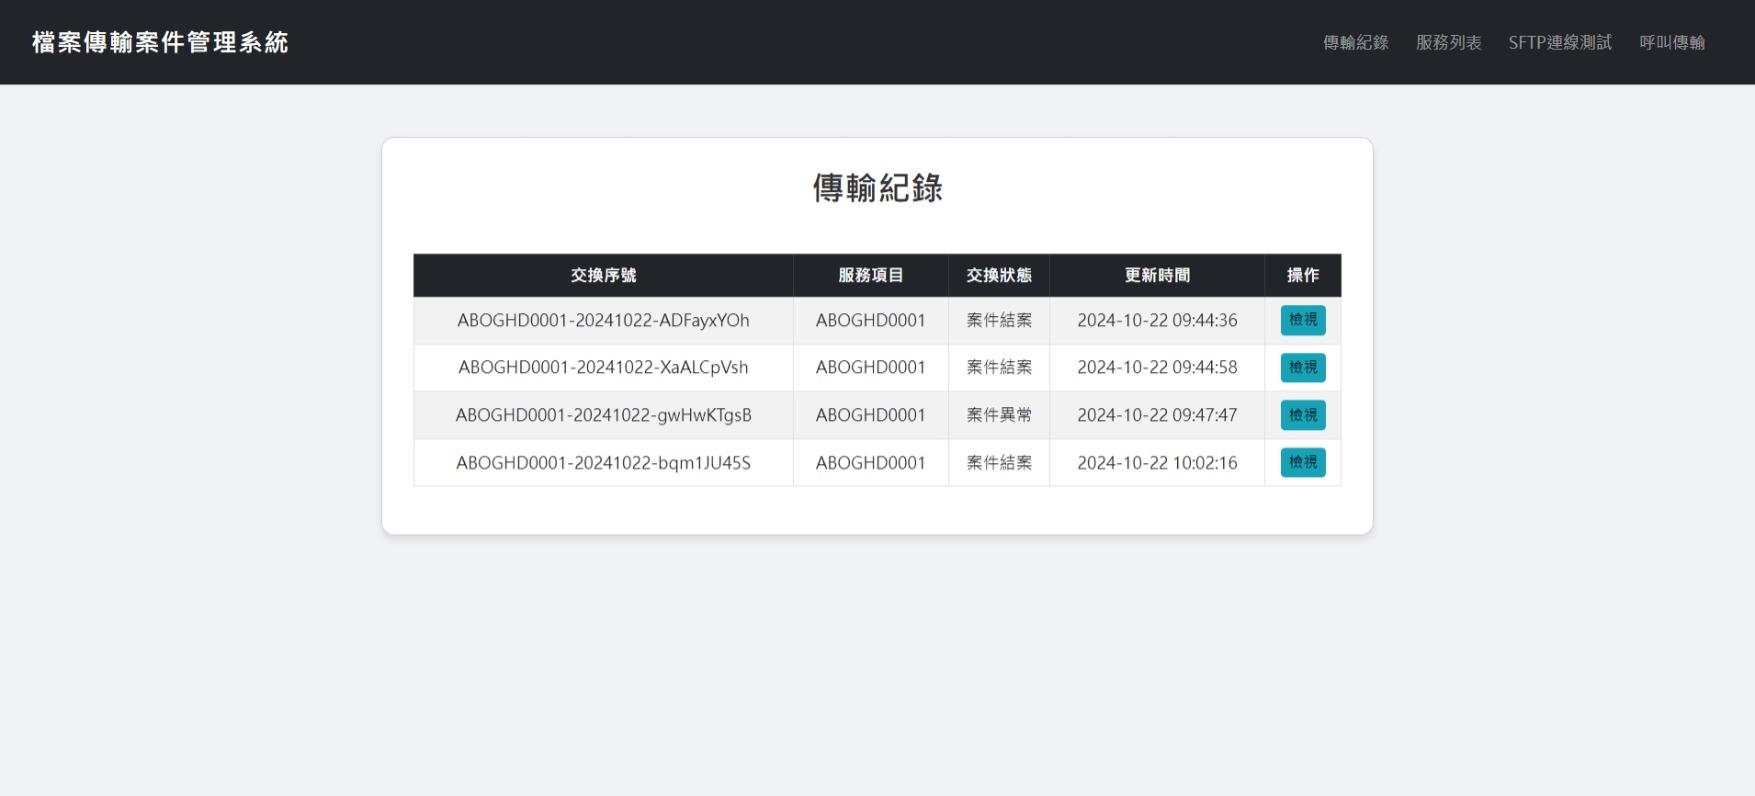 檔案傳輸案件管理系統 傳輸紀錄 服務列表 SFTP連線測試 呼叫傳輸
傳輸紀錄
交換序號 服務項目 交換狀態 更新時間 操作
ABOGHD0001-20241022-ADFayxYOh ABOGHD0001 案件結案 2024-10-22 09:44:36 檢視
ABOGHD0001-20241022-XaALCpVsh ABOGHD0001 案件結案 2024-10-22 09:44:58 檢視
ABOGHD0001-20241022-gwHwKTgsB ABOGHD0001 案件異常 2024-10-22 09:47:47 檢視
ABOGHD0001-20241022-bqm1JU45S ABOGHD0001 案件結案 2024-10-22 10:02:16 檢視